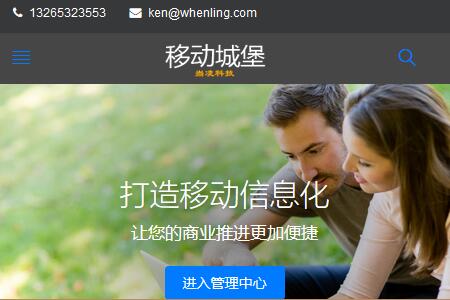 13265323553 ken@whenling.com
移动城堡
当凌科技
打造移动信息化
让您的商业推进更加便捷
进入管理中心